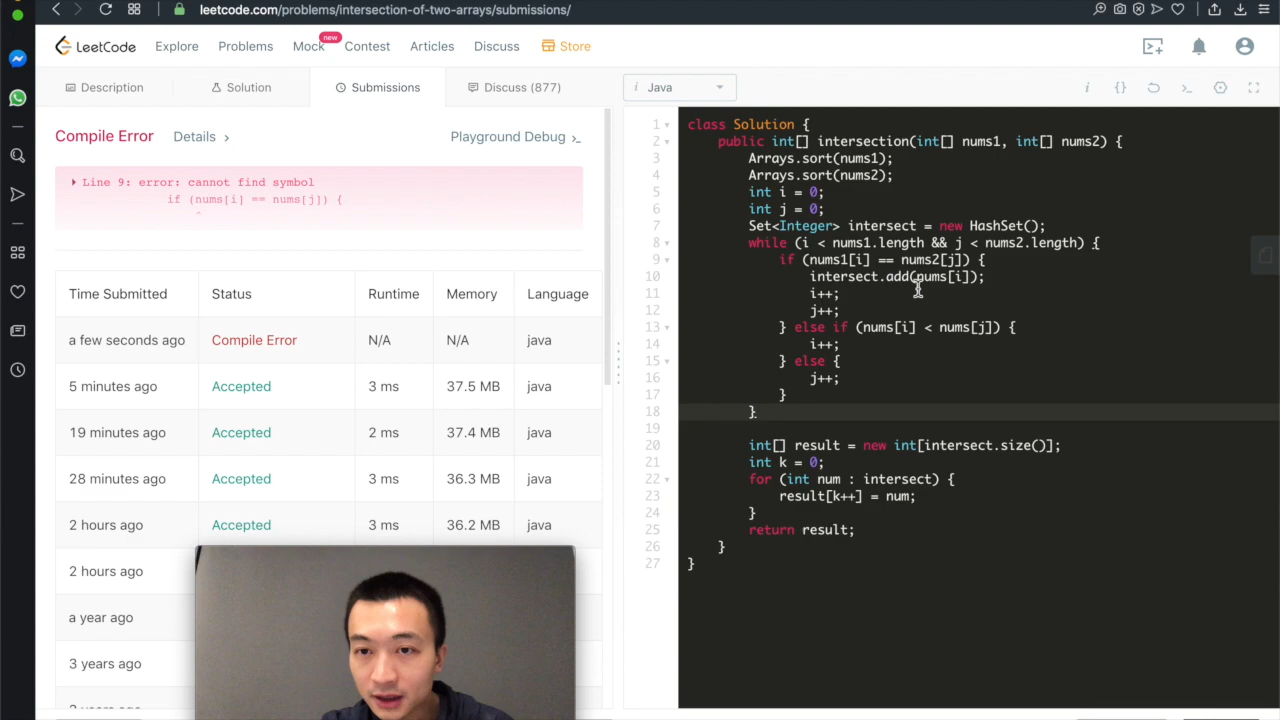 leetcode.com/problems/intersection-of-two-arrays/submissions/
LeetCode Explore Problems Mock new Contest Articles Discuss Store
Description Solution Submissions Discuss (877)
i Java
Compile Error Details > Playground Debug >_
Line 9: error: cannot find symbol
if (nums[i] == nums[j]) {
^
Time Submitted Status Runtime Memory Language
a few seconds ago Compile Error N/A N/A java
5 minutes ago Accepted 3 ms 37.5 MB java
19 minutes ago Accepted 2 ms 37.4 MB java
28 minutes ago Accepted 3 ms 36.3 MB java
2 hours ago Accepted 3 ms 36.2 MB java
2 hours ago
a year ago
3 years ago
1 class Solution {
2 public int[] intersection(int[] nums1, int[] nums2) {
3 Arrays.sort(nums1);
4 Arrays.sort(nums2);
5 int i = 0;
6 int j = 0;
7 Set<Integer> intersect = new HashSet();
8 while (i < nums1.length && j < nums2.length) {
9 if (nums1[i] == nums2[j]) {
10 intersect.add(nums[i]);
11 i++;
12 j++;
13 } else if (nums[i] < nums[j]) {
14 i++;
15 } else {
16 j++;
17 }
18 }
19
20 int[] result = new int[intersect.size()];
21 int k = 0;
22 for (int num : intersect) {
23 result[k++] = num;
24 }
25 return result;
26 }
27 }